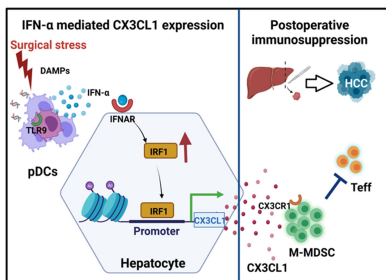 IFN-α mediated CX3CL1 expression
Surgical stress
DAMPs
IFN-α
IFNAR
TLR9
pDCs
IRF1
IRF1
CX3CL1
Promoter
Hepatocyte
Postoperative
immunosuppression
HCC
Teff
CX3CR1
M-MDSC
CX3CL1